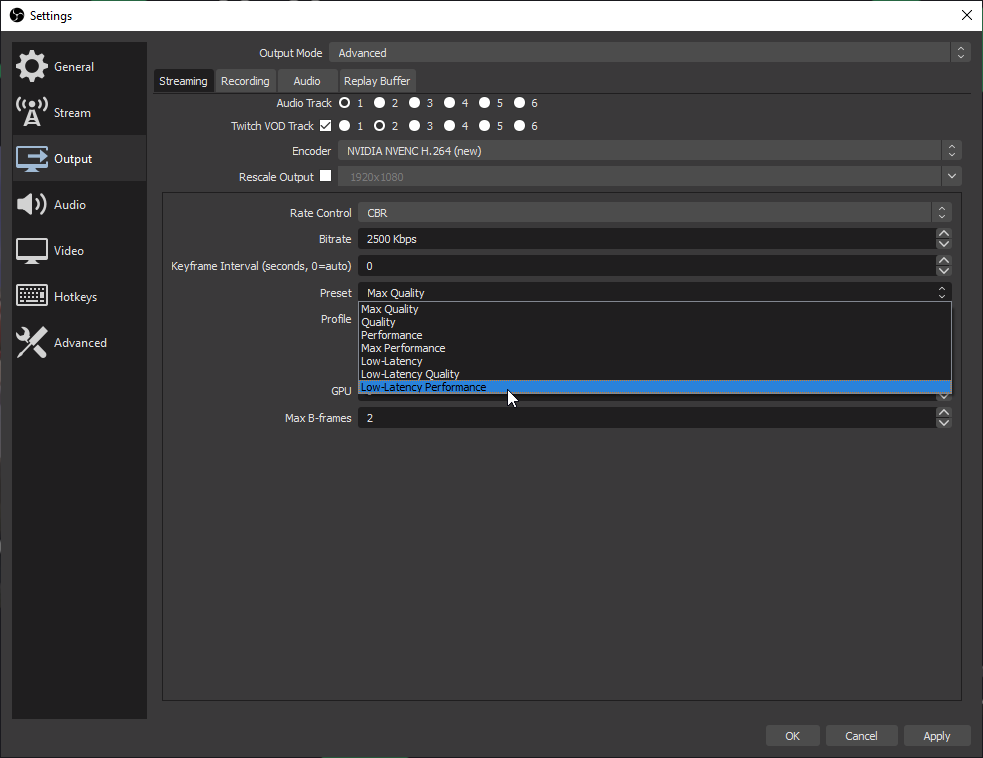 Settings
General
Stream
Output
Audio
Video
Hotkeys
Advanced
Output Mode Advanced
Streaming Recording Audio Replay Buffer
Audio Track 1 2 3 4 5 6
Twitch VOD Track 1 2 3 4 5 6
Encoder NVIDIA NVENC H.264 (new)
Rescale Output 1920x1080
Rate Control CBR
Bitrate 2500 Kbps
Keyframe Interval (seconds, 0=auto) 0
Preset Max Quality
Max Quality
Profile Quality
Performance
Max Performance
Low-Latency
Low-Latency Quality
GPU Low-Latency Performance
Max B-frames 2
OK Cancel Apply